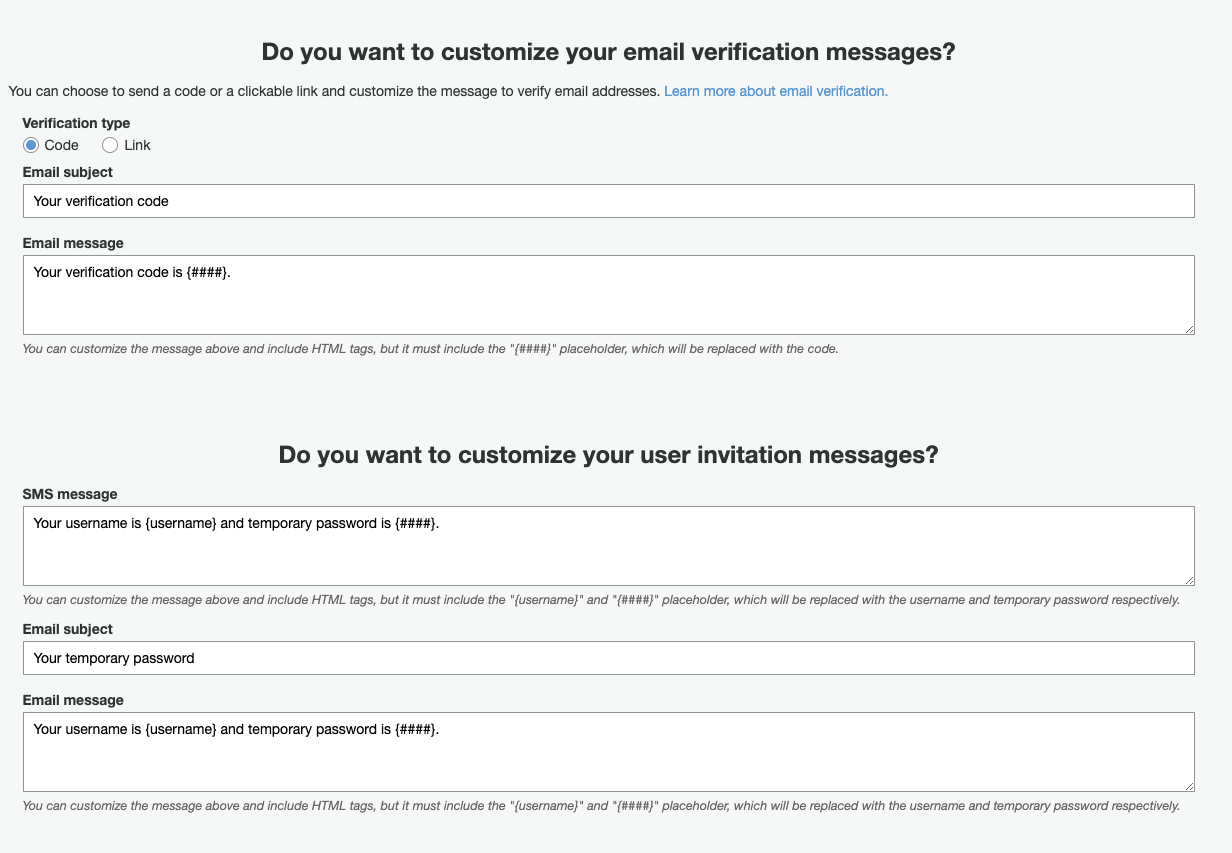 Do you want to customize your email verification messages?
You can choose to send a code or a clickable link and customize the message to verify email addresses. Learn more about email verification.
Verification type
Code Link
Email subject
Your verification code
Email message
Your verification code is {####}.
You can customize the message above and include HTML tags, but it must include the "{####}" placeholder, which will be replaced with the code.
Do you want to customize your user invitation messages?
SMS message
Your username is {username} and temporary password is {####}.
You can customize the message above and include HTML tags, but it must include the "{username}" and "{####}" placeholder, which will be replaced with the username and temporary password respectively.
Email subject
Your temporary password
Email message
Your username is {username} and temporary password is {####}.
You can customize the message above and include HTML tags, but it must include the "{username}" and "{####}" placeholder, which will be replaced with the username and temporary password respectively.